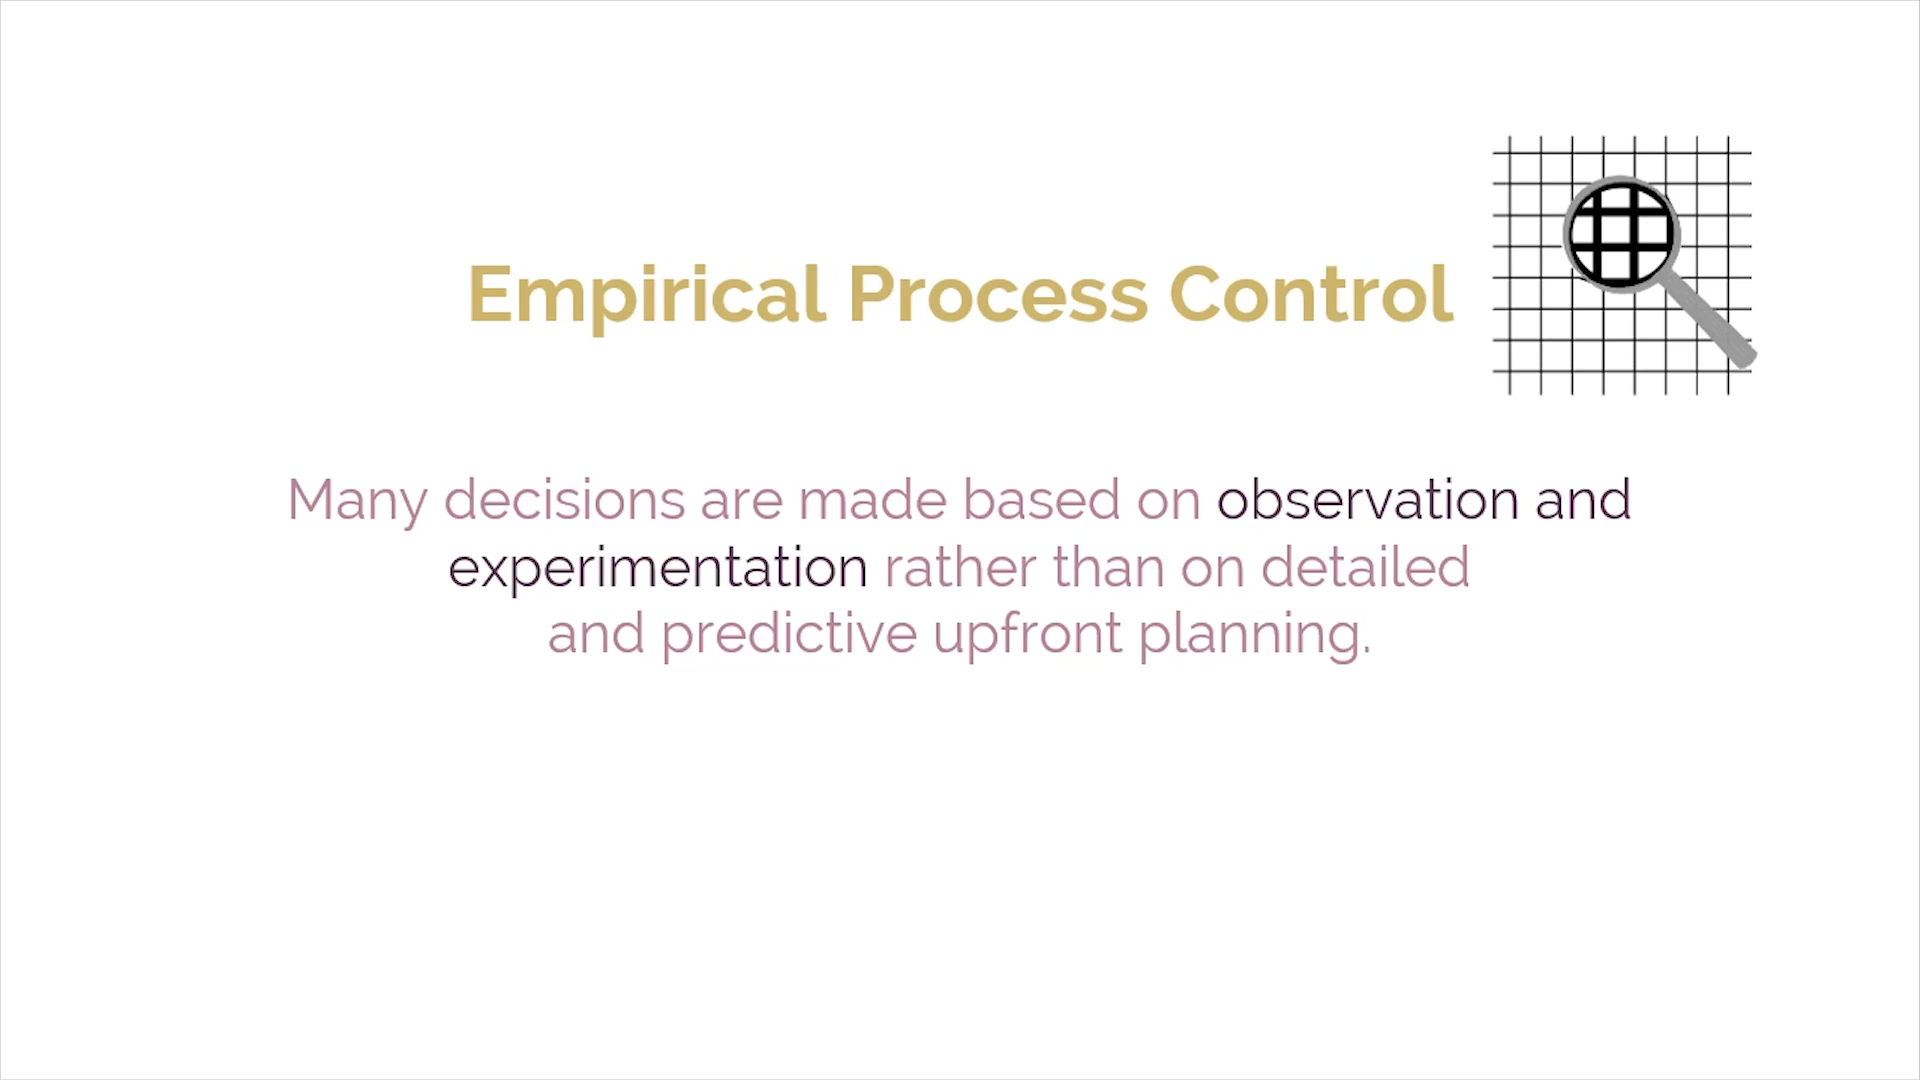 Empirical Process Control
Many decisions are made based on observation and
experimentation rather than on detailed
and predictive upfront planning.